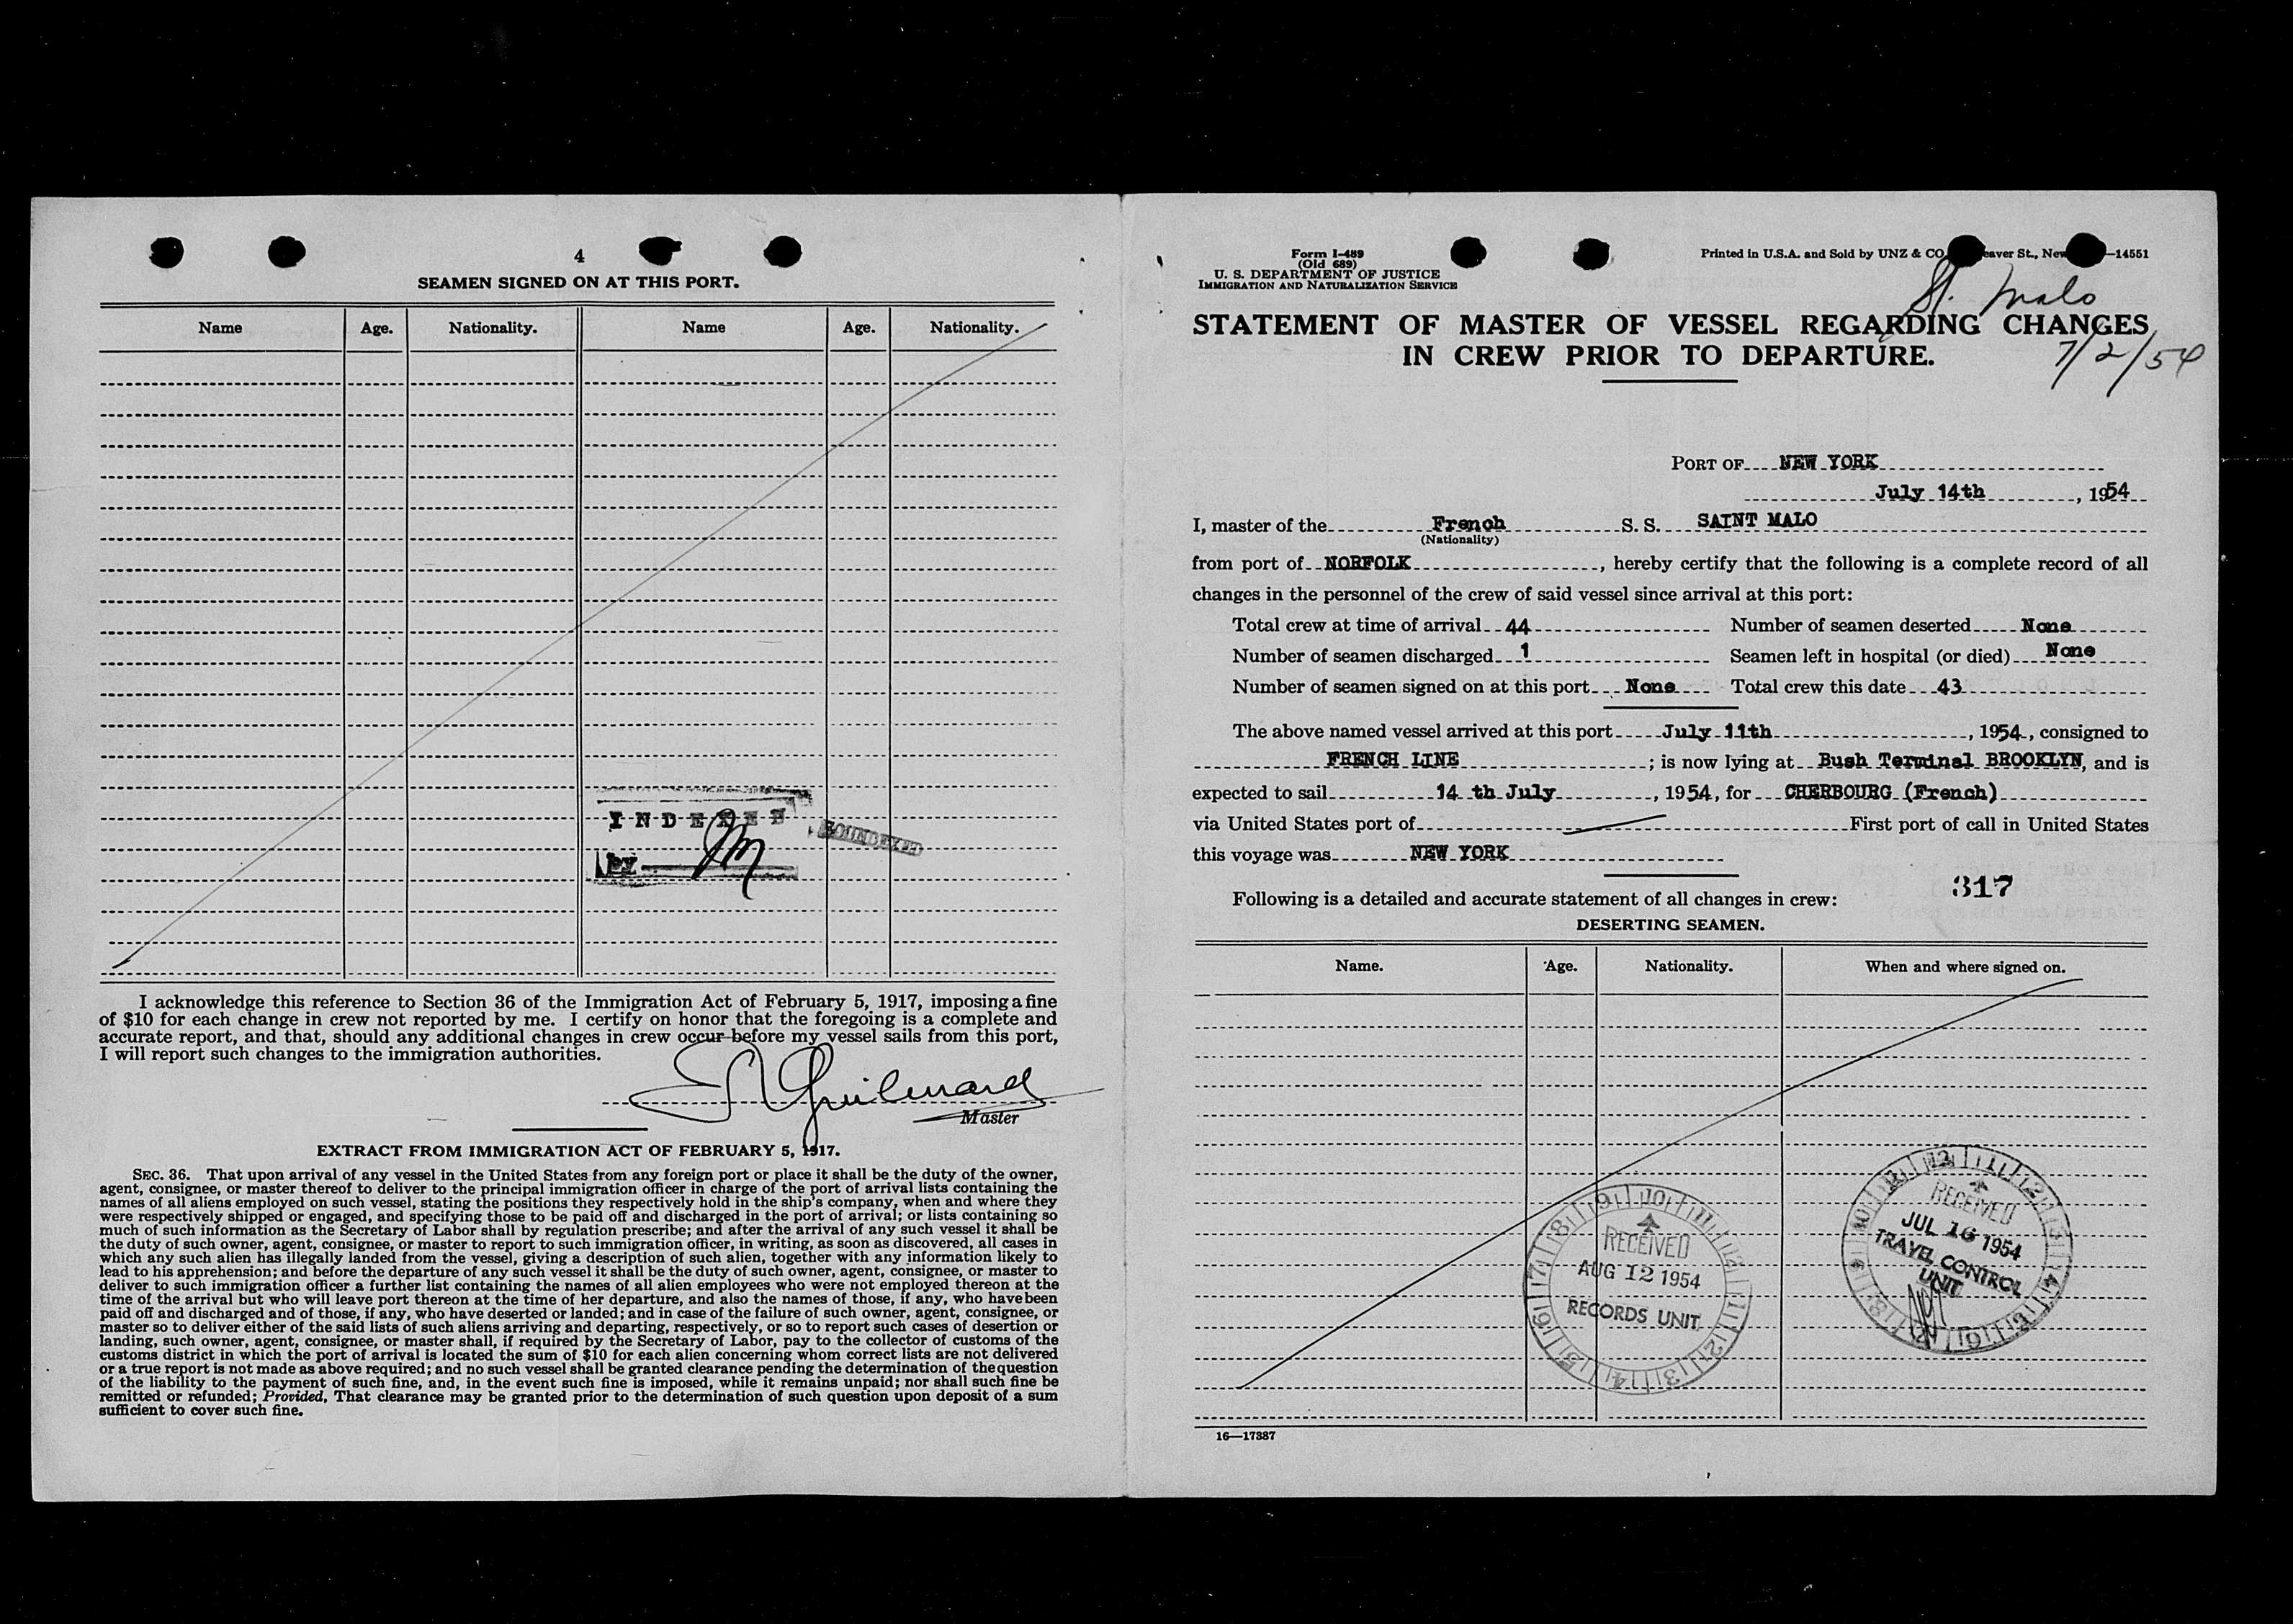 4
SEAMEN SIGNED ON AT THIS PORT.
Name Age. Nationality. Name Age. Nationality.
INDEXED
by M
SOUNDEXED
I acknowledge this reference to Section 36 of the Immigration Act of February 5, 1917, imposing a fine
of $10 for each change in crew not reported by me. I certify on honor that the foregoing is a complete and
accurate report, and that, should any additional changes in crew occur before my vessel sails from this port,
I will report such changes to the immigration authorities.
Master
EXTRACT FROM IMMIGRATION ACT OF FEBRUARY 5, 1917.
SEC. 36. That upon arrival of any vessel in the United States from any foreign port or place it shall be the duty of the owner,
agent, consignee, or master thereof to deliver to the principal immigration officer in charge of the port of arrival lists containing the
names of all aliens employed on such vessel, stating the positions they respectively hold in the ship's company, when and where they
were respectively shipped or engaged, and specifying those to be paid off and discharged in the port of arrival; or lists containing so
much of such information as the Secretary of Labor shall by regulation prescribe; and after the arrival of any such vessel it shall be
the duty of such owner, agent, consignee, or master to report to such immigration officer, in writing, as soon as discovered, all cases in
which any such alien has illegally landed from the vessel, giving a description of such alien, together with any information likely to
lead to his apprehension; and before the departure of any such vessel it shall be the duty of such owner, agent, consignee, or master to
deliver to such immigration officer a further list containing the names of all alien employees who were not employed thereon at the
time of the arrival but who will leave port thereon at the time of her departure, and also the names of those, if any, who have been
paid off and discharged and of those, if any, who have deserted or landed; and in case of the failure of such owner, agent, consignee, or
master so to deliver either of the said lists of such aliens arriving and departing, respectively, or so to report such cases of desertion or
landing, such owner, agent, consignee, or master shall, if required by the Secretary of Labor, pay to the collector of customs of the
customs district in which the port of arrival is located the sum of $10 for each alien concerning whom correct lists are not delivered
or a true report is not made as above required; and no such vessel shall be granted clearance pending the determination of the question
of the liability to the payment of such fine, and, in the event such fine is imposed, while it remains unpaid; nor shall such fine be
remitted or refunded; Provided, That clearance may be granted prior to the determination of such question upon deposit of a sum
sufficient to cover such fine.
Form I-489
(Old 689)
U. S. DEPARTMENT OF JUSTICE
IMMIGRATION AND NATURALIZATION SERVICE
Printed in U.S.A. and Sold by UNZ & CO. eaver St., New —14551
St. Malo
STATEMENT OF MASTER OF VESSEL REGARDING CHANGES
IN CREW PRIOR TO DEPARTURE.
7/2/54
PORT OF NEW YORK
July 14th, 1954
I, master of the French S. S. SAINT MALO
(Nationality)
from port of NORFOLK, hereby certify that the following is a complete record of all
changes in the personnel of the crew of said vessel since arrival at this port:
Total crew at time of arrival 44 Number of seamen deserted None
Number of seamen discharged 1 Seamen left in hospital (or died) None
Number of seamen signed on at this port None Total crew this date 43
The above named vessel arrived at this port July 11th, 1954, consigned to
FRENCH LINE; is now lying at Bush Terminal BROOKLYN, and is
expected to sail 14 th July, 1954, for CHERBOURG (French)
via United States port of First port of call in United States
this voyage was NEW YORK
317
Following is a detailed and accurate statement of all changes in crew:
DESERTING SEAMEN.
Name. Age. Nationality. When and where signed on.
RECEIVED
JUL 16 1954
TRAVEL CONTROL
UNIT
RECEIVED
AUG 12 1954
RECORDS UNIT
16—17387